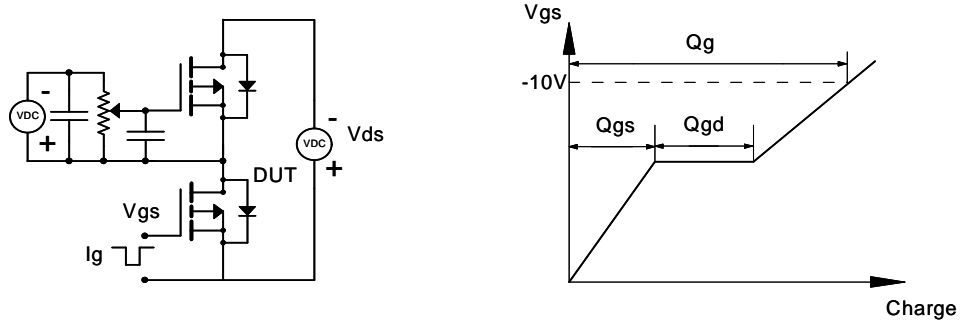 -
VDC
+
-
VDC
+
Vds
DUT
Vgs
Ig
Vgs
Qg
-10V
Qgs
Qgd
Charge